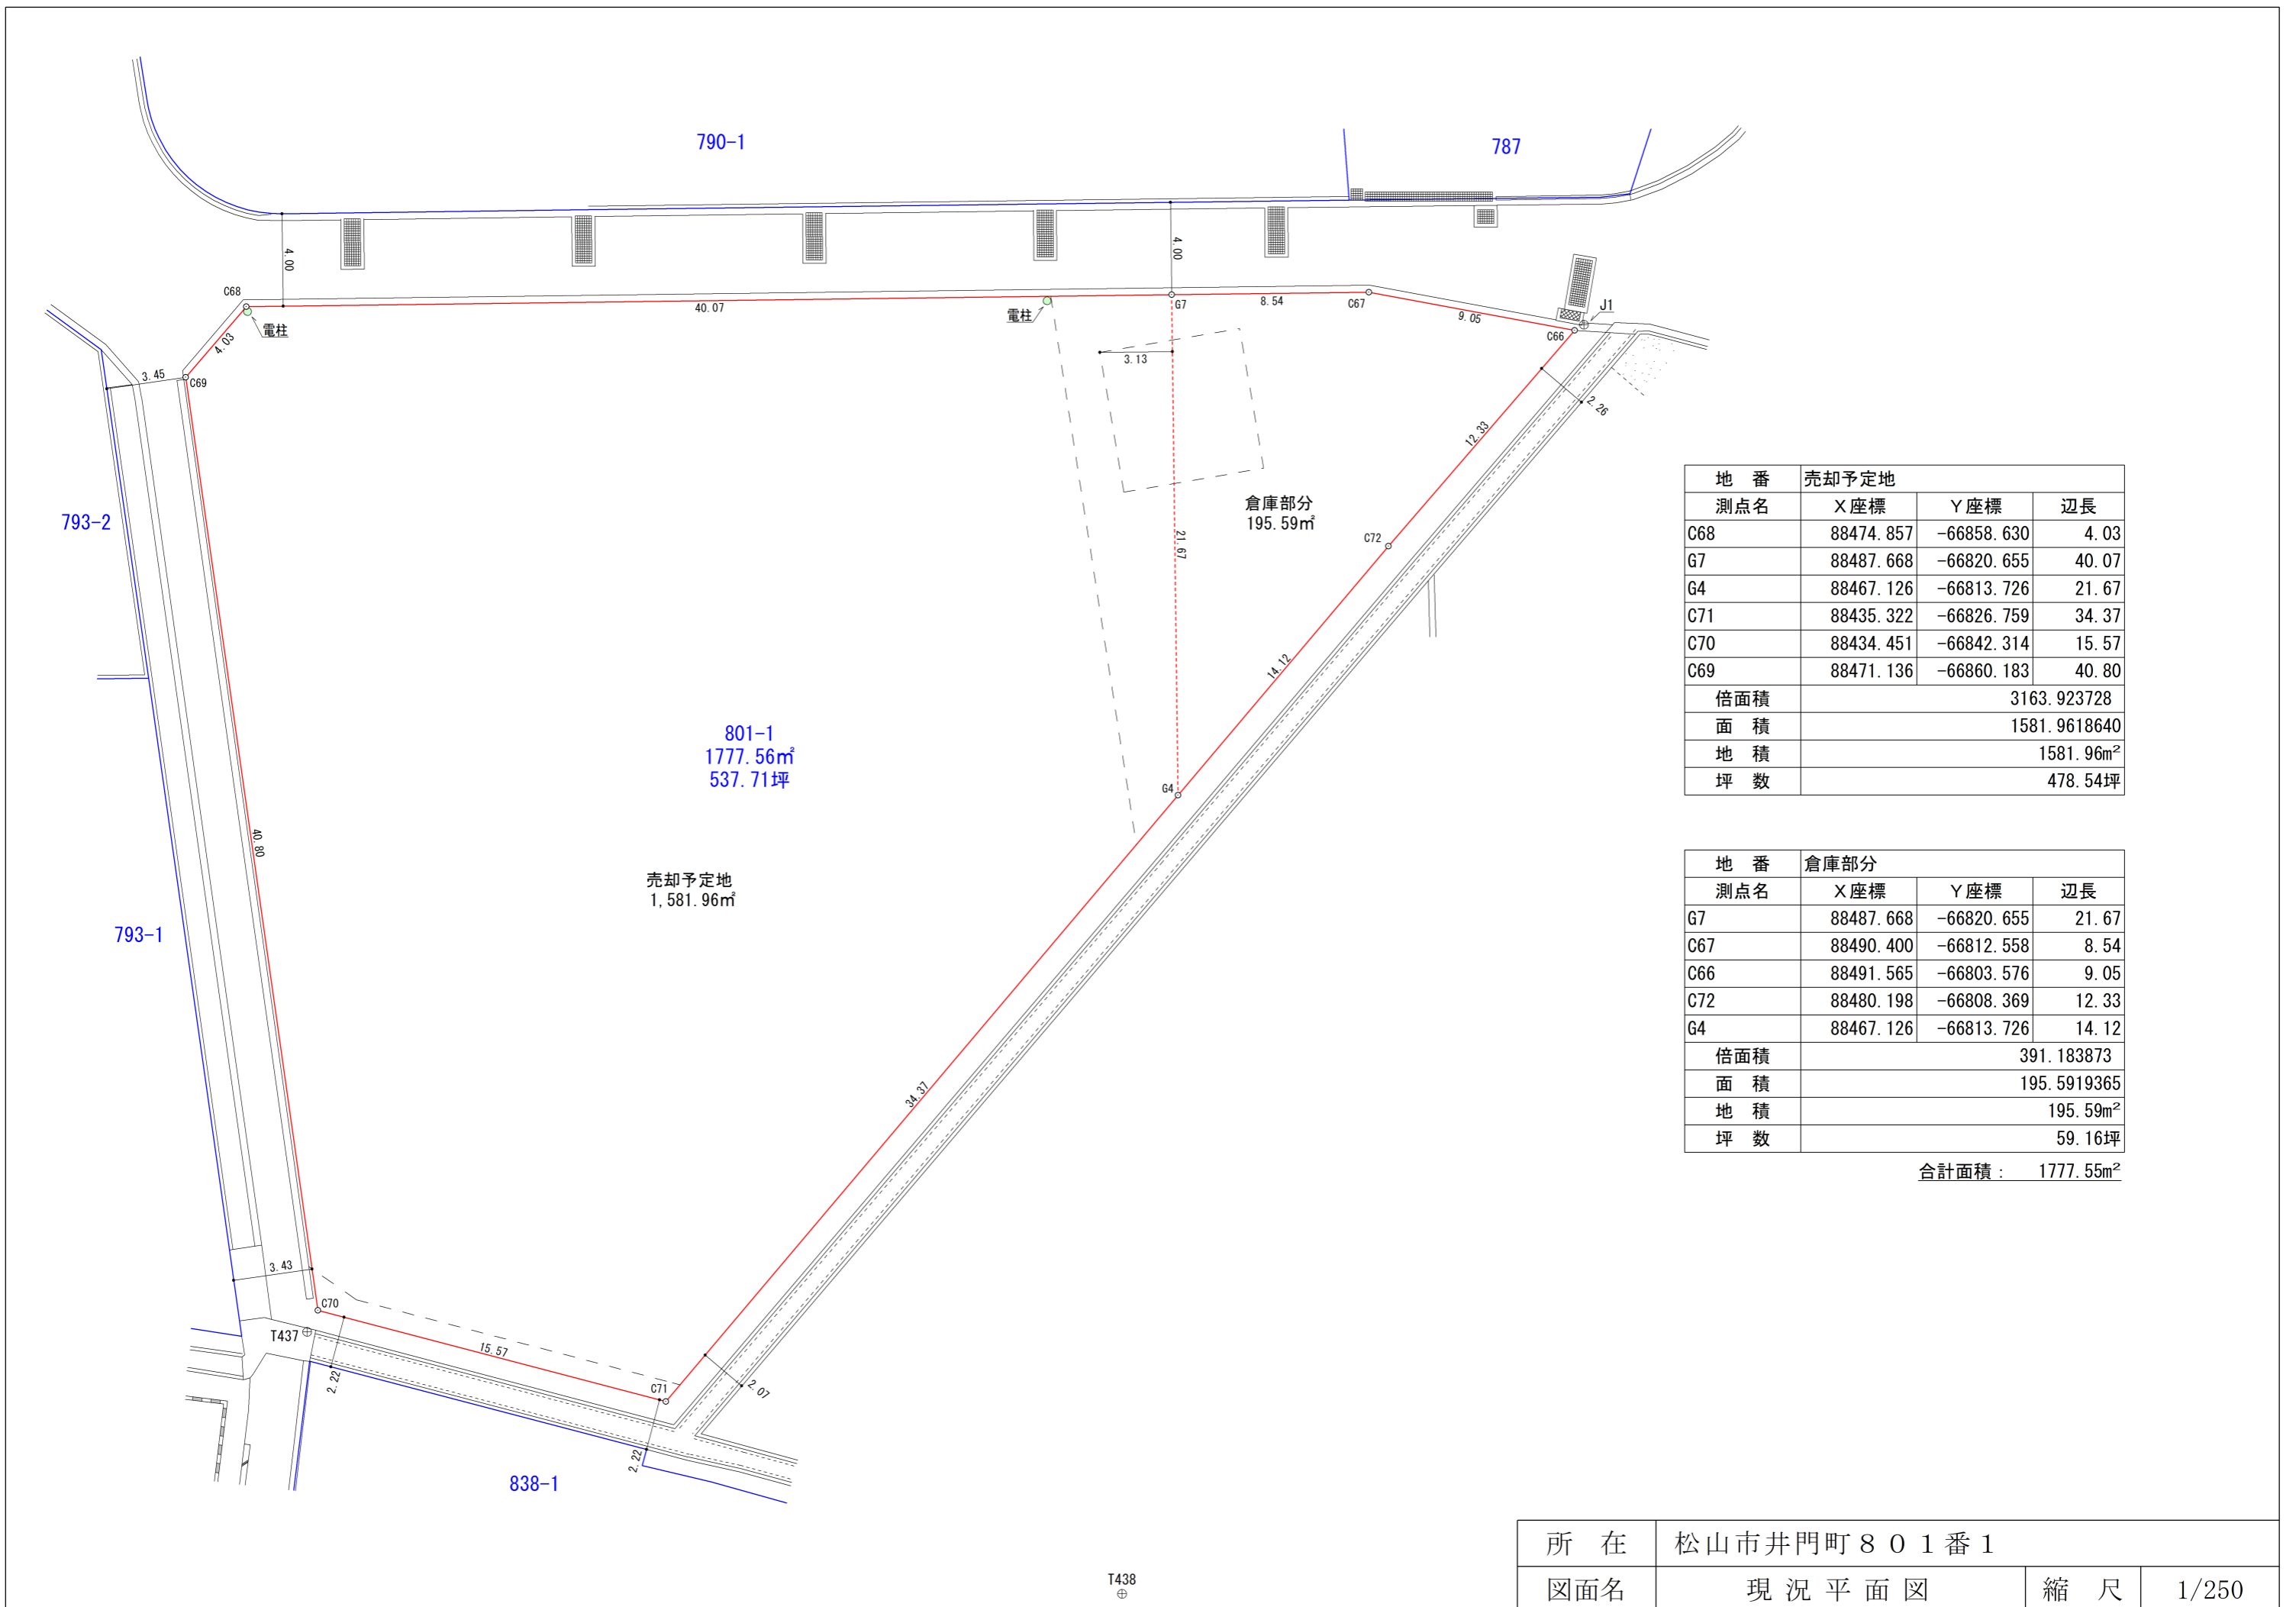 790-1
787
4.00
4.00
C68
40.07
電柱
電柱
G7
8.54
C67
9.05
J1
C66
4.03
3.45
C69
3.13
2.26
12.33
793-2
倉庫部分
195.59㎡
21.67
C72
14.12
801-1
1777.56㎡
537.71坪
G4
40.80
売却予定地
1,581.96㎡
793-1
34.37
3.43
C70
T437
15.57
2.22
C71
2.07
2.22
838-1
T438
地 番 売却予定地
測点名 X座標 Y座標 辺長
C68 88474.857 -66858.630 4.03
G7 88487.668 -66820.655 40.07
G4 88467.126 -66813.726 21.67
C71 88435.322 -66826.759 34.37
C70 88434.451 -66842.314 15.57
C69 88471.136 -66860.183 40.80
倍面積 3163.923728
面 積 1581.9618640
地 積 1581.96m²
坪 数 478.54坪
地 番 倉庫部分
測点名 X座標 Y座標 辺長
G7 88487.668 -66820.655 21.67
C67 88490.400 -66812.558 8.54
C66 88491.565 -66803.576 9.05
C72 88480.198 -66808.369 12.33
G4 88467.126 -66813.726 14.12
倍面積 391.183873
面 積 195.5919365
地 積 195.59m²
坪 数 59.16坪
合計面積： 1777.55m²
所 在 松山市井門町８０１番１
図面名 現況平面図 縮 尺 1/250